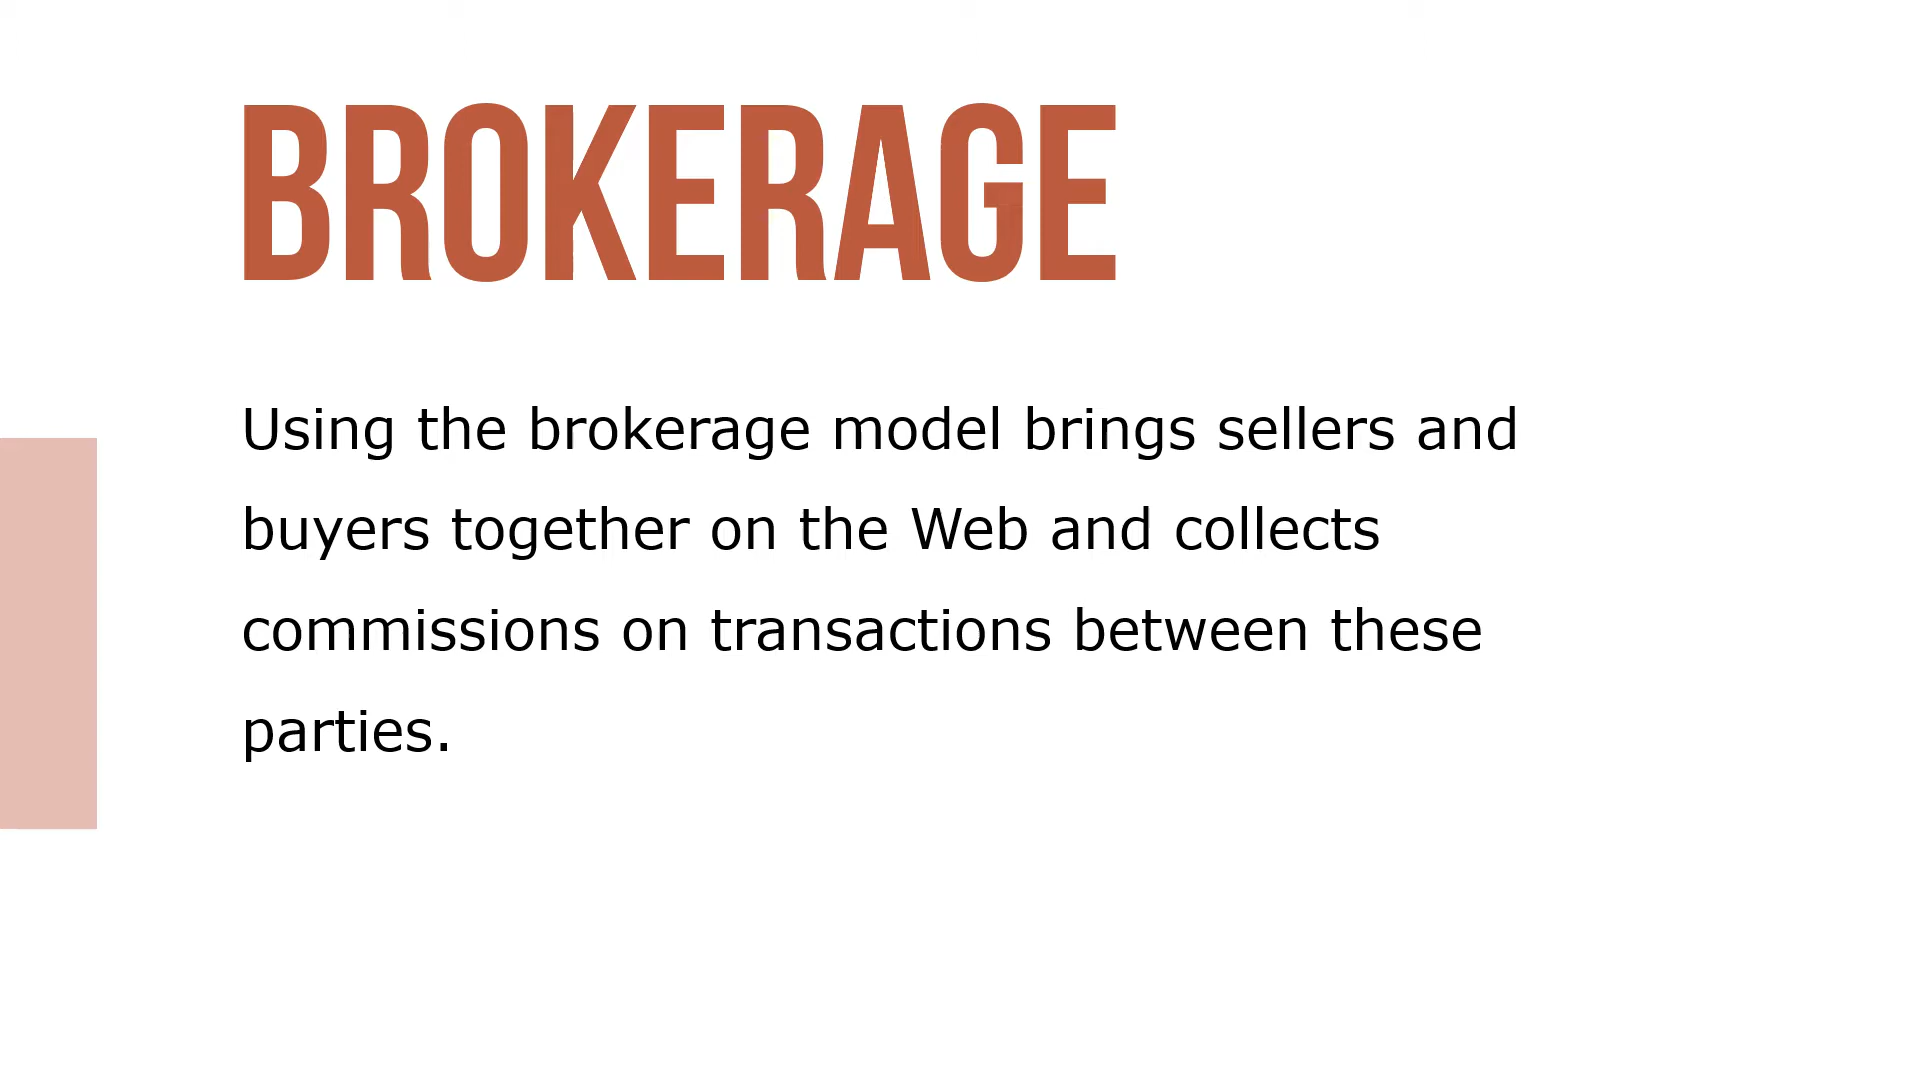 BROKERAGE
Using the brokerage model brings sellers and
buyers together on the Web and collects
commissions on transactions between these
parties.